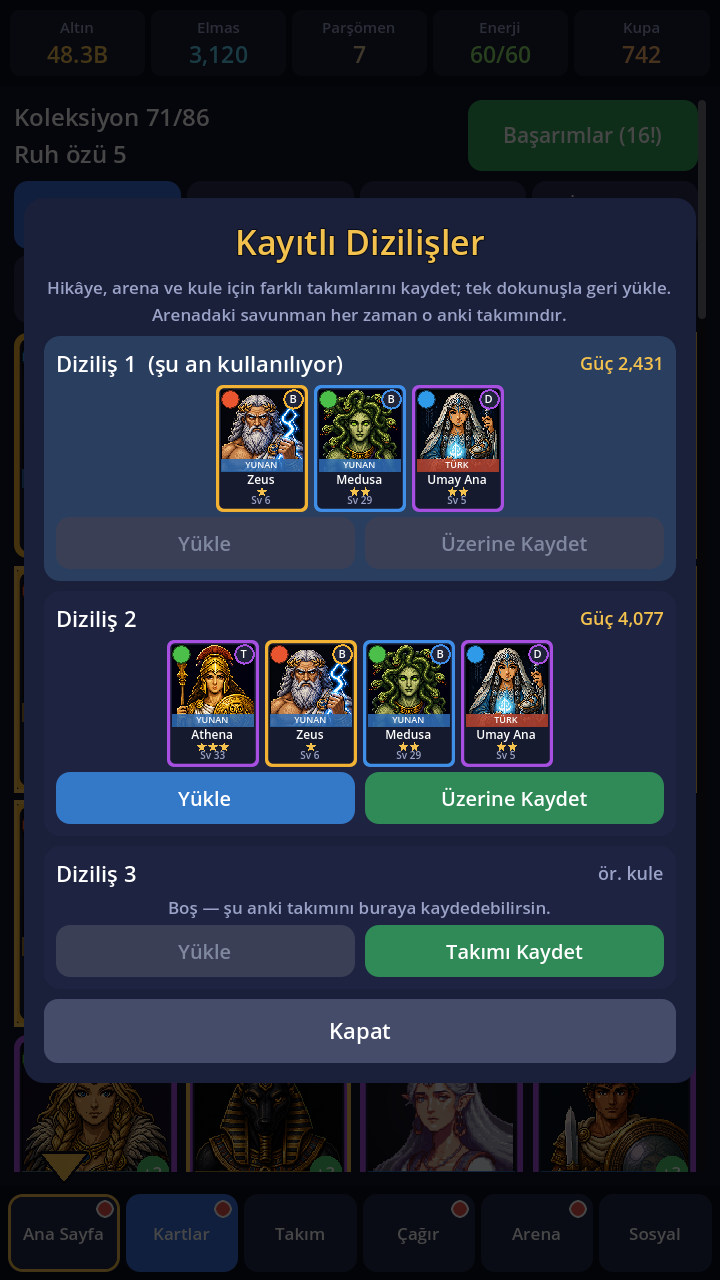 Altın
Elmas
Parşömen
Enerji
Kupa
48.3B
3,120
7
60/60
742
Koleksiyon 71/86
Ruh özü 5
Başarımlar (16!)
Kayıtlı Dizilişler
Hikâye, arena ve kule için farklı takımlarını kaydet; tek dokunuşla geri yükle.
Arenadaki savunman her zaman o anki takımındır.
Diziliş 1 (şu an kullanılıyor)
Güç 2,431
B
B
D
YUNAN
YUNAN
TÜRK
Zeus
Medusa
Umay Ana
Sv 6
Sv 29
Sv 5
Yükle
Üzerine Kaydet
Diziliş 2
Güç 4,077
T
B
B
D
YUNAN
YUNAN
YUNAN
TÜRK
Athena
Zeus
Medusa
Umay Ana
Sv 33
Sv 6
Sv 29
Sv 5
Yükle
Üzerine Kaydet
Diziliş 3
ör. kule
Boş — şu anki takımını buraya kaydedebilirsin.
Yükle
Takımı Kaydet
Kapat
Ana Sayfa
Kartlar
Takım
Çağır
Arena
Sosyal